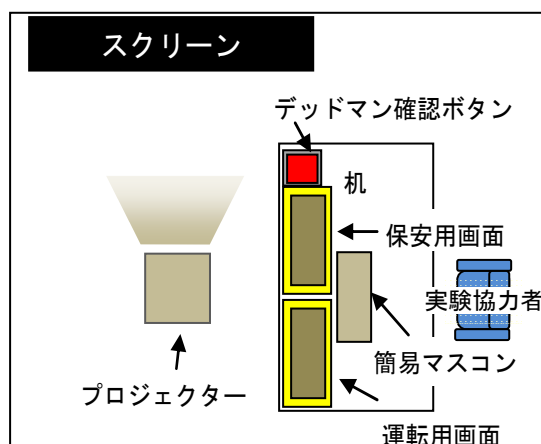 スクリーン
デッドマン確認ボタン
机
保安用画面
実験協力者
簡易マスコン
プロジェクター
運転用画面